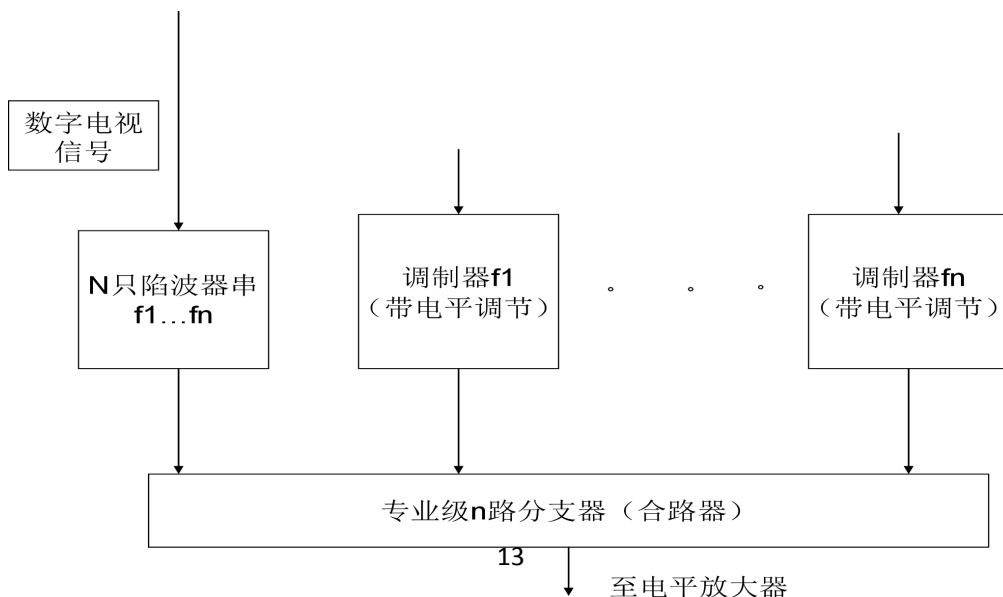 数字电视
信号
N只陷波器串
f1...fn
调制器f1
（带电平调节）
。 。 。
调制器fn
（带电平调节）
专业级n路分支器（合路器）
13
至电平放大器